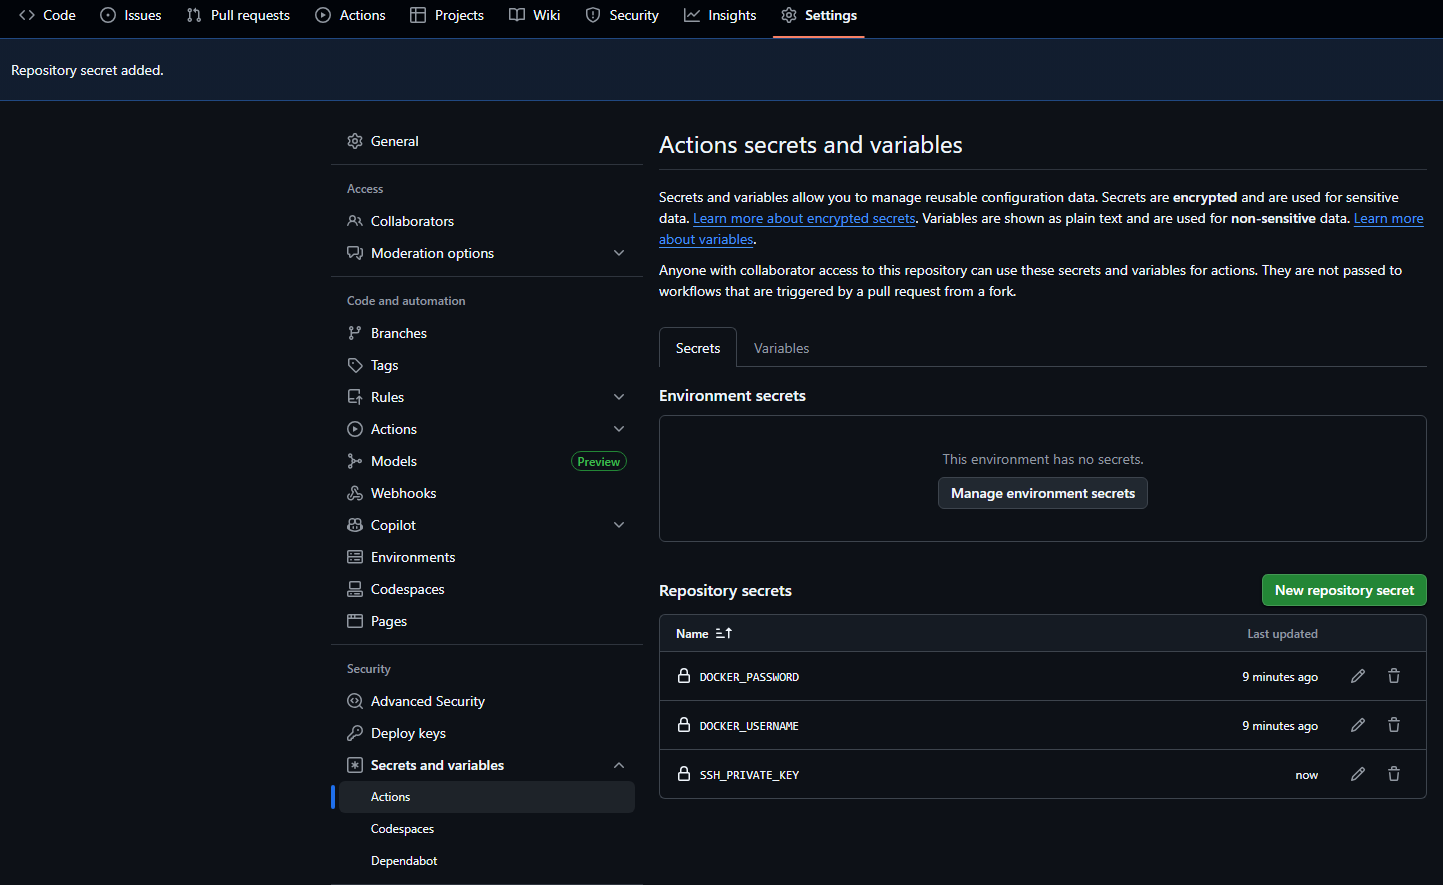 Code Issues Pull requests Actions Projects Wiki Security Insights Settings
Repository secret added.
General
Access
Collaborators
Moderation options
Code and automation
Branches
Tags
Rules
Actions
Models Preview
Webhooks
Copilot
Environments
Codespaces
Pages
Security
Advanced Security
Deploy keys
Secrets and variables
Actions
Codespaces
Dependabot
Actions secrets and variables
Secrets and variables allow you to manage reusable configuration data. Secrets are encrypted and are used for sensitive
data. Learn more about encrypted secrets. Variables are shown as plain text and are used for non-sensitive data. Learn more
about variables.
Anyone with collaborator access to this repository can use these secrets and variables for actions. They are not passed to
workflows that are triggered by a pull request from a fork.
Secrets Variables
Environment secrets
This environment has no secrets.
Manage environment secrets
Repository secrets New repository secret
Name Last updated
DOCKER_PASSWORD 9 minutes ago
DOCKER_USERNAME 9 minutes ago
SSH_PRIVATE_KEY now